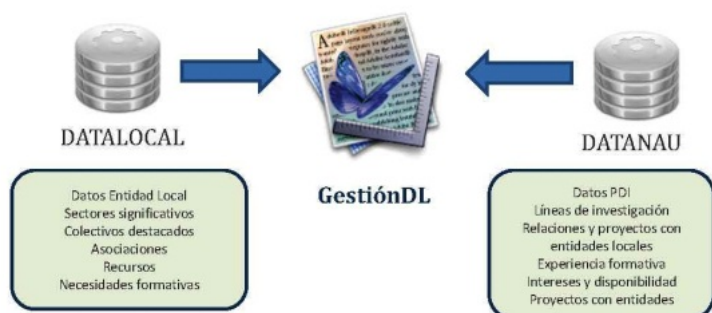 DATALOCAL
Datos Entidad Local
Sectores significativos
Colectivos destacados
Asociaciones
Recursos
Necesidades formativas
GestiónDL
DATANAU
Datos PDI
Líneas de investigación
Relaciones y proyectos con
entidades locales
Experiencia formativa
Intereses y disponibilidad
Proyectos con entidades